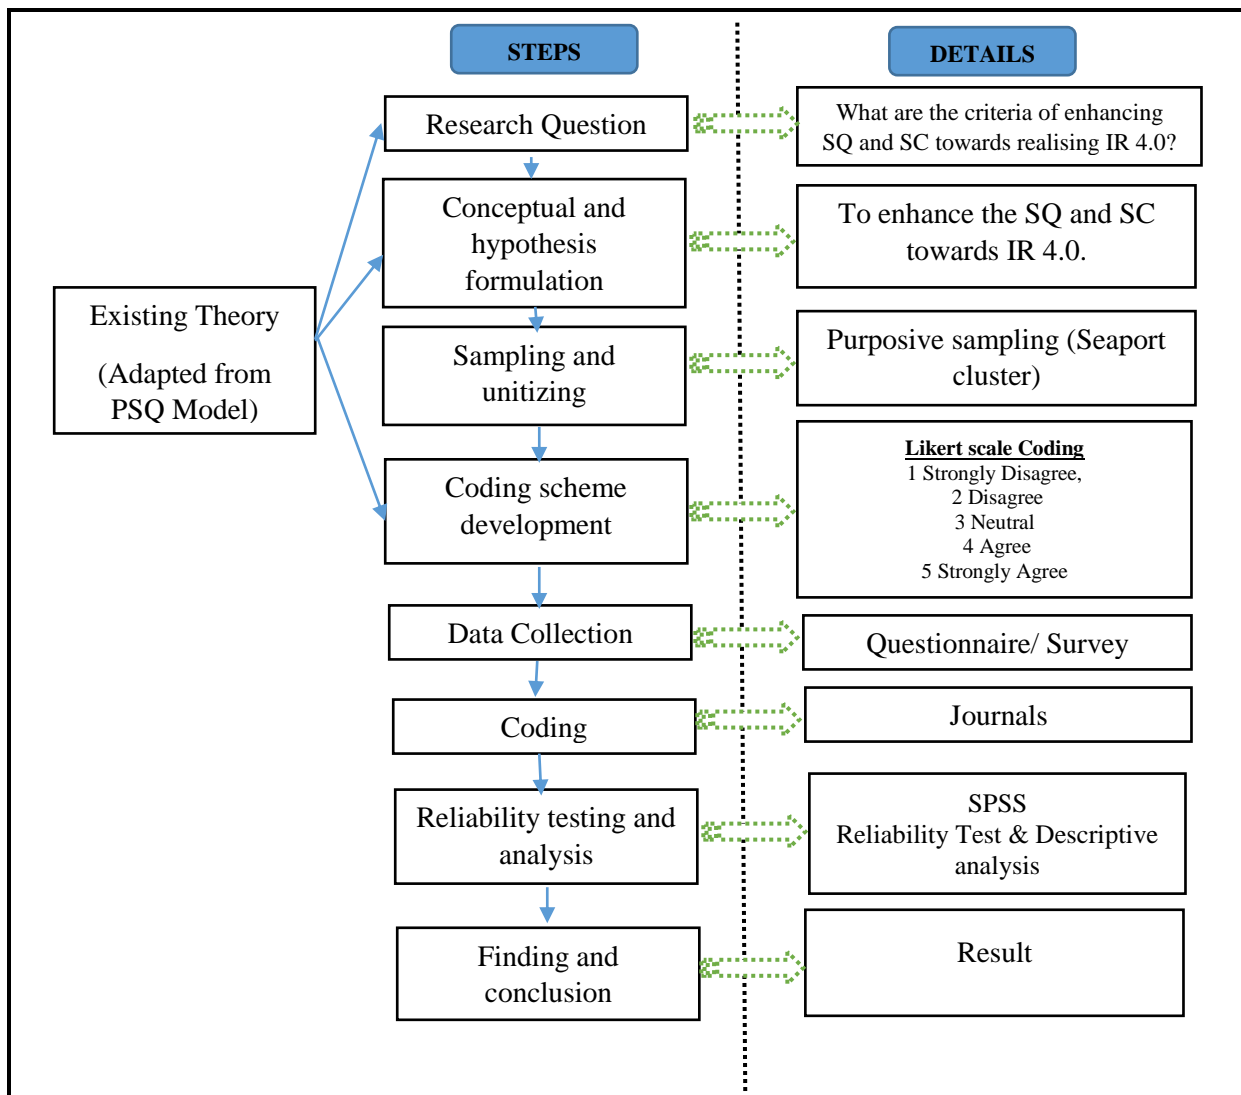 STEPS
DETAILS
Research Question
What are the criteria of enhancing
SQ and SC towards realising IR 4.0?
Conceptual and
hypothesis
formulation
To enhance the SQ and SC
towards IR 4.0.
Existing Theory
(Adapted from
PSQ Model)
Sampling and
unitizing
Purposive sampling (Seaport
cluster)
Coding scheme
development
Likert scale Coding
1 Strongly Disagree,
2 Disagree
3 Neutral
4 Agree
5 Strongly Agree
Data Collection
Questionnaire/ Survey
Coding
Journals
Reliability testing and
analysis
SPSS
Reliability Test & Descriptive
analysis
Finding and
conclusion
Result